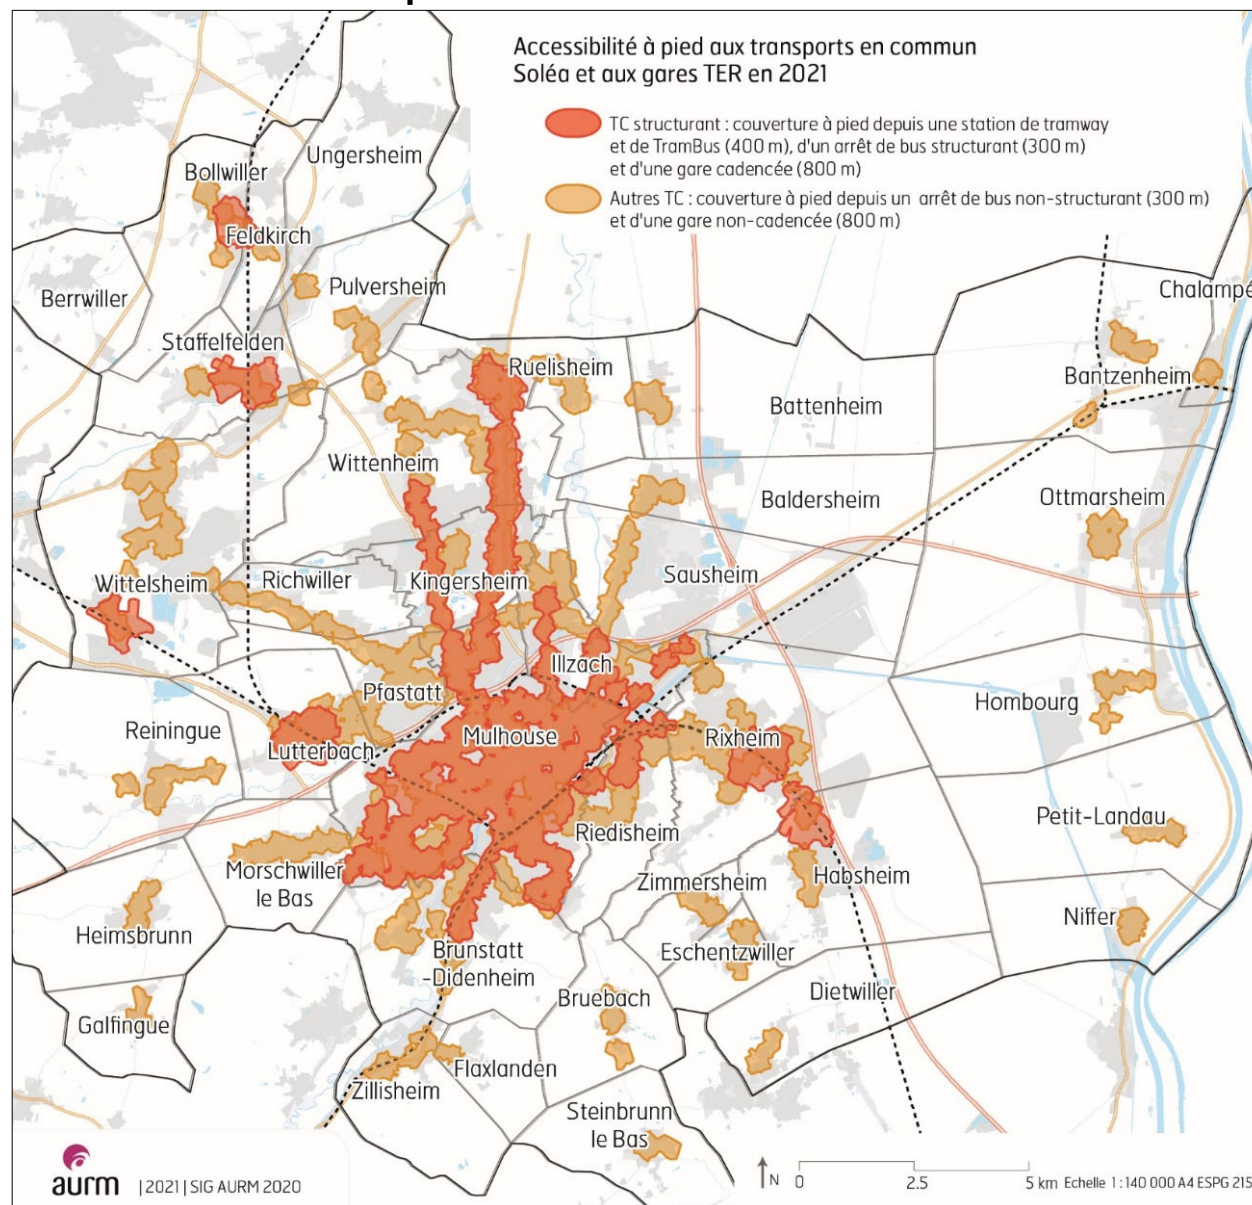 Accessibilité à pied aux transports en commun
Soléa et aux gares TER en 2021
TC structurant : couverture à pied depuis une station de tramway
et de TramBus (400 m), d'un arrêt de bus structurant (300 m)
et d'une gare cadencée (800 m)
Autres TC : couverture à pied depuis un arrêt de bus non-structurant (300 m)
et d'une gare non-cadencée (800 m)
Ungersheim
Bollwiller
Feldkirch
Berrwiller
Pulversheim
Chalampé
Staffelfelden
Ruelisheim
Bantzenheim
Battenheim
Wittenheim
Baldersheim
Ottmarsheim
Wittelsheim
Richwiller
Kingersheim
Sausheim
Illzach
Pfastatt
Hombourg
Reiningue
Lutterbach
Mulhouse
Rixheim
Riedisheim
Petit-Landau
Morschwiller
le Bas
Zimmersheim
Habsheim
Niffer
Heimsbrunn
Brunstatt
-Didenheim
Eschentzwiller
Bruebach
Dietwiller
Galfingue
Flaxlanden
Zillisheim
Steinbrunn
le Bas
aurm | 2021 | SIG AURM 2020
N 0 2.5 5 km Echelle 1 : 140 000 A4 ESPG 215